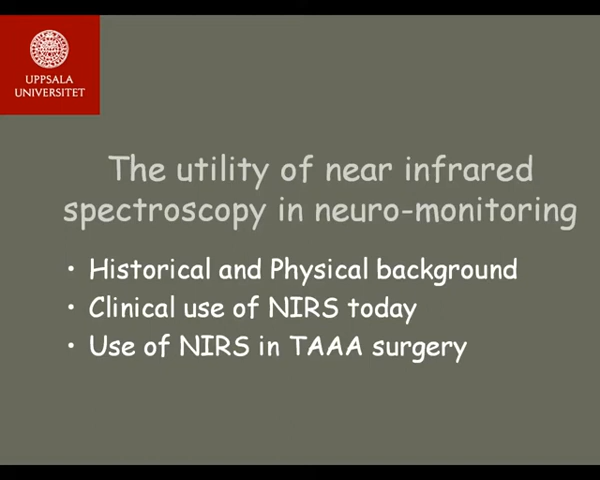 UPPSALA
UNIVERSITET
The utility of near infrared
spectroscopy in neuro-monitoring
• Historical and Physical background
• Clinical use of NIRS today
• Use of NIRS in TAAA surgery